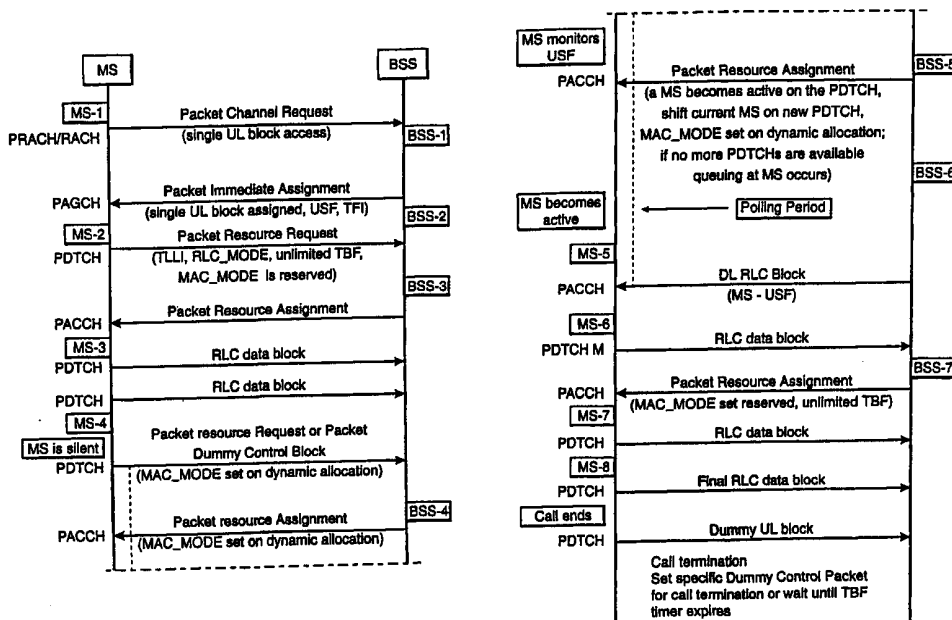 MS
BSS
MS-1
Packet Channel Request
PRACH/RACH
(single UL block access)
BSS-1
Packet Immediate Assignment
PAGCH
(single UL block assigned, USF, TFI)
BSS-2
MS-2
Packet Resource Request
PDTCH
(TLLI, RLC_MODE, unlimited TBF,
MAC_MODE is reserved)
BSS-3
Packet Resource Assignment
PACCH
MS-3
RLC data block
PDTCH
RLC data block
PDTCH
MS-4
Packet resource Request or Packet
MS is silent
Dummy Control Block
PDTCH
(MAC_MODE set on dynamic allocation)
BSS-4
Packet resource Assignment
PACCH
(MAC_MODE set on dynamic allocation)
MS monitors
USF
BSS-5
Packet Resource Assignment
PACCH
(a MS becomes active on the PDTCH,
shift current MS on new PDTCH,
MAC_MODE set on dynamic allocation;
if no more PDTCHs are available
queuing at MS occurs)
BSS-6
MS becomes
active
Polling Period
MS-5
DL RLC Block
PACCH
(MS - USF)
MS-6
RLC data block
PDTCH M
BSS-7
Packet Resource Assignment
PACCH
(MAC_MODE set reserved, unlimited TBF)
MS-7
RLC data block
PDTCH
MS-8
Final RLC data block
PDTCH
Call ends
Dummy UL block
PDTCH
Call termination
Set specific Dummy Control Packet
for call termination or wait until TBF
timer expires